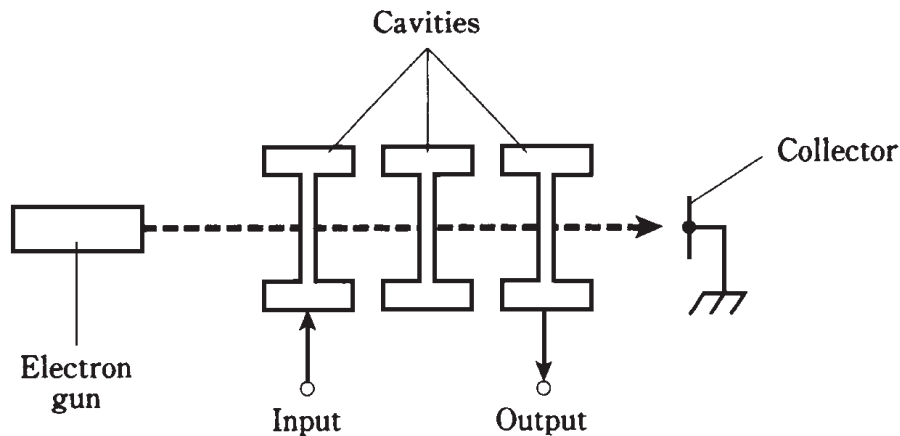 Cavities
Collector
Electron
gun
Input
Output